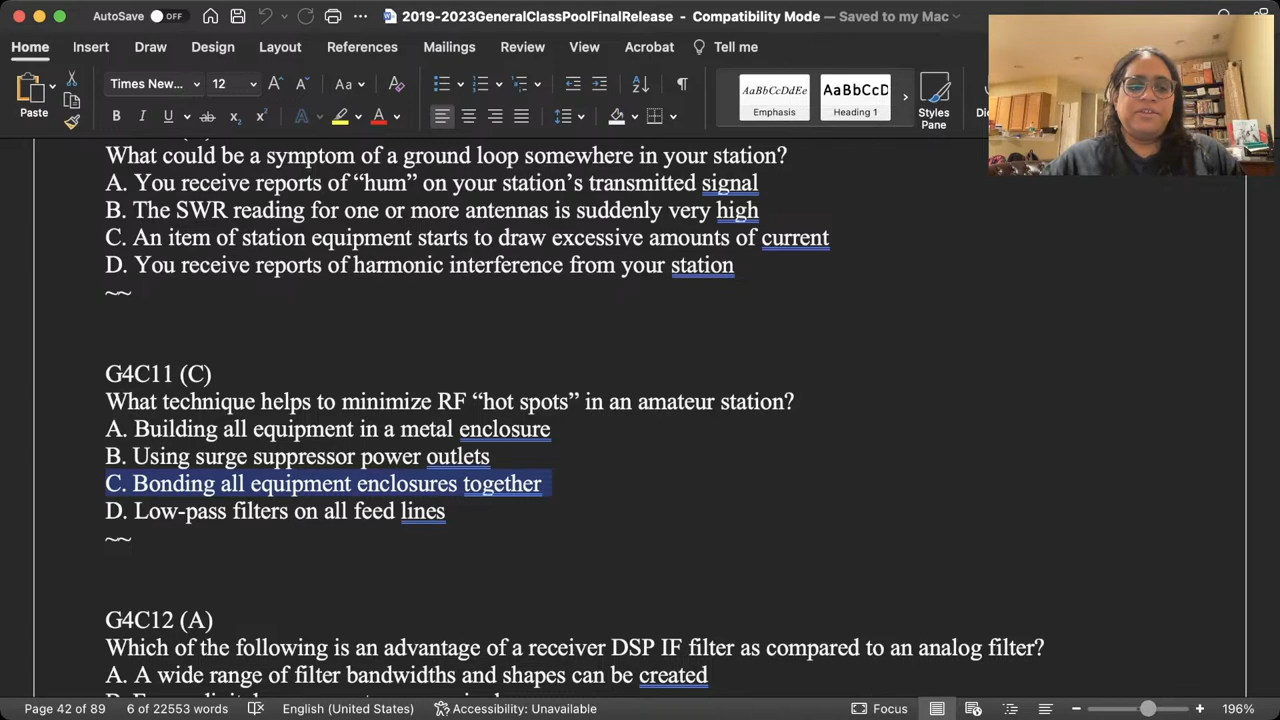 AutoSave OFF 2019-2023GeneralClassPoolFinalRelease - Compatibility Mode — Saved to my Mac
Home Insert Draw Design Layout References Mailings Review View Acrobat Tell me
Paste Times New... 12 Aa AaBbCcDdEe Emphasis AaBbCcD Heading 1 Styles Pane
What could be a symptom of a ground loop somewhere in your station?
A. You receive reports of “hum” on your station’s transmitted signal
B. The SWR reading for one or more antennas is suddenly very high
C. An item of station equipment starts to draw excessive amounts of current
D. You receive reports of harmonic interference from your station
~~
G4C11 (C)
What technique helps to minimize RF “hot spots” in an amateur station?
A. Building all equipment in a metal enclosure
B. Using surge suppressor power outlets
C. Bonding all equipment enclosures together
D. Low-pass filters on all feed lines
~~
G4C12 (A)
Which of the following is an advantage of a receiver DSP IF filter as compared to an analog filter?
A. A wide range of filter bandwidths and shapes can be created
Page 42 of 89 6 of 22553 words English (United States) Accessibility: Unavailable Focus 196%